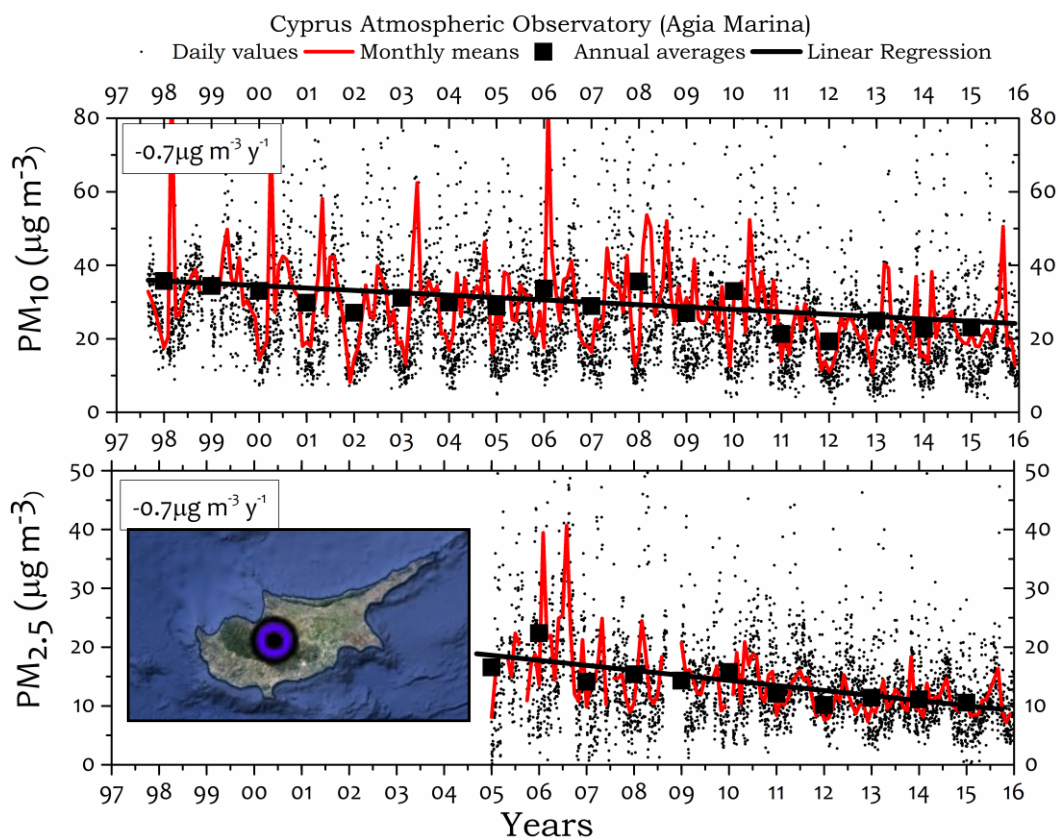 Cyprus Atmospheric Observatory (Agia Marina)
Daily values Monthly means Annual averages Linear Regression
97 98 99 00 01 02 03 04 05 06 07 08 09 10 11 12 13 14 15 16
80 80
-0.7µg m⁻³ y⁻¹
60 60
40 40
20 20
0 0
PM₁₀ (µg m⁻³)
97 98 99 00 01 02 03 04 05 06 07 08 09 10 11 12 13 14 15 16
50 50
-0.7µg m⁻³ y⁻¹
40 40
30 30
20 20
10 10
0 0
PM₂.₅ (µg m⁻³)
97 98 99 00 01 02 03 04 05 06 07 08 09 10 11 12 13 14 15 16
Years